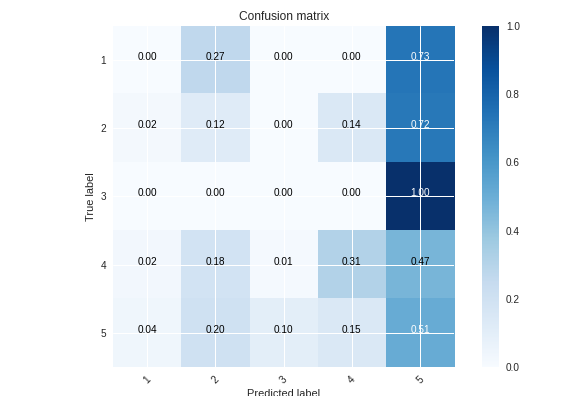 Confusion matrix
1.0
1 0.00 0.27 0.00 0.00 0.73
0.8
2 0.02 0.12 0.00 0.14 0.72
0.6
3 0.00 0.00 0.00 0.00 1.00
True label
0.4
4 0.02 0.18 0.01 0.31 0.47
0.2
5 0.04 0.20 0.10 0.15 0.51
0.0
1 2 3 4 5
Predicted label